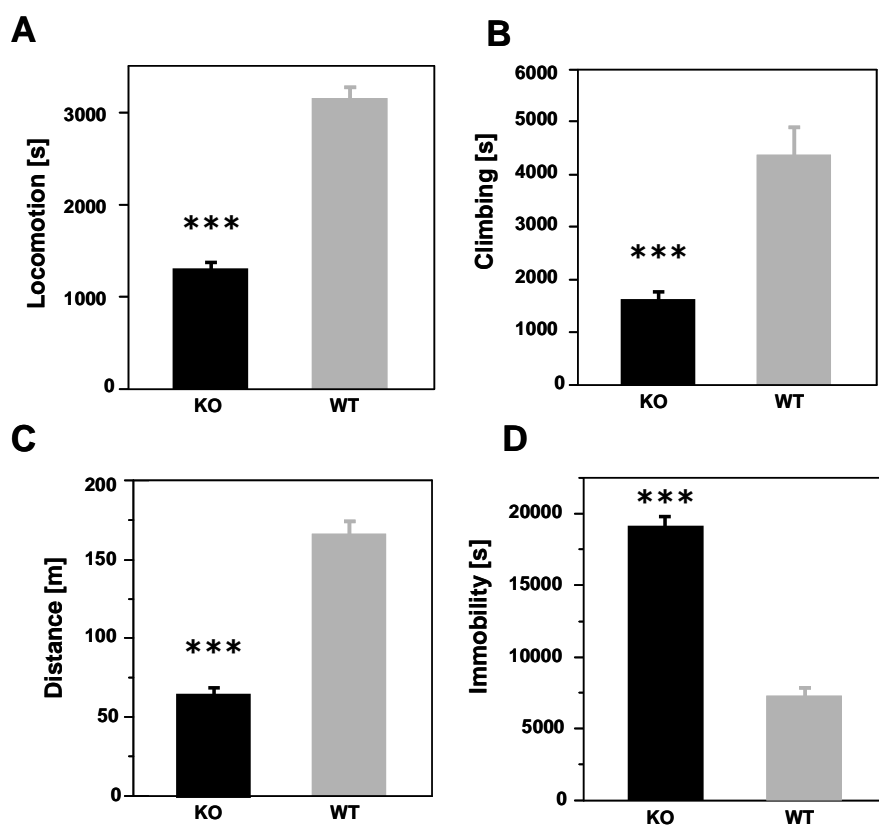 A
Locomotion [s]
3000
2000
1000
0
***
KO WT
B
Climbing [s]
6000
5000
4000
3000
2000
1000
0
***
KO WT
C
Distance [m]
200
150
100
50
0
***
KO WT
D
Immobility [s]
20000
15000
10000
5000
0
***
KO WT